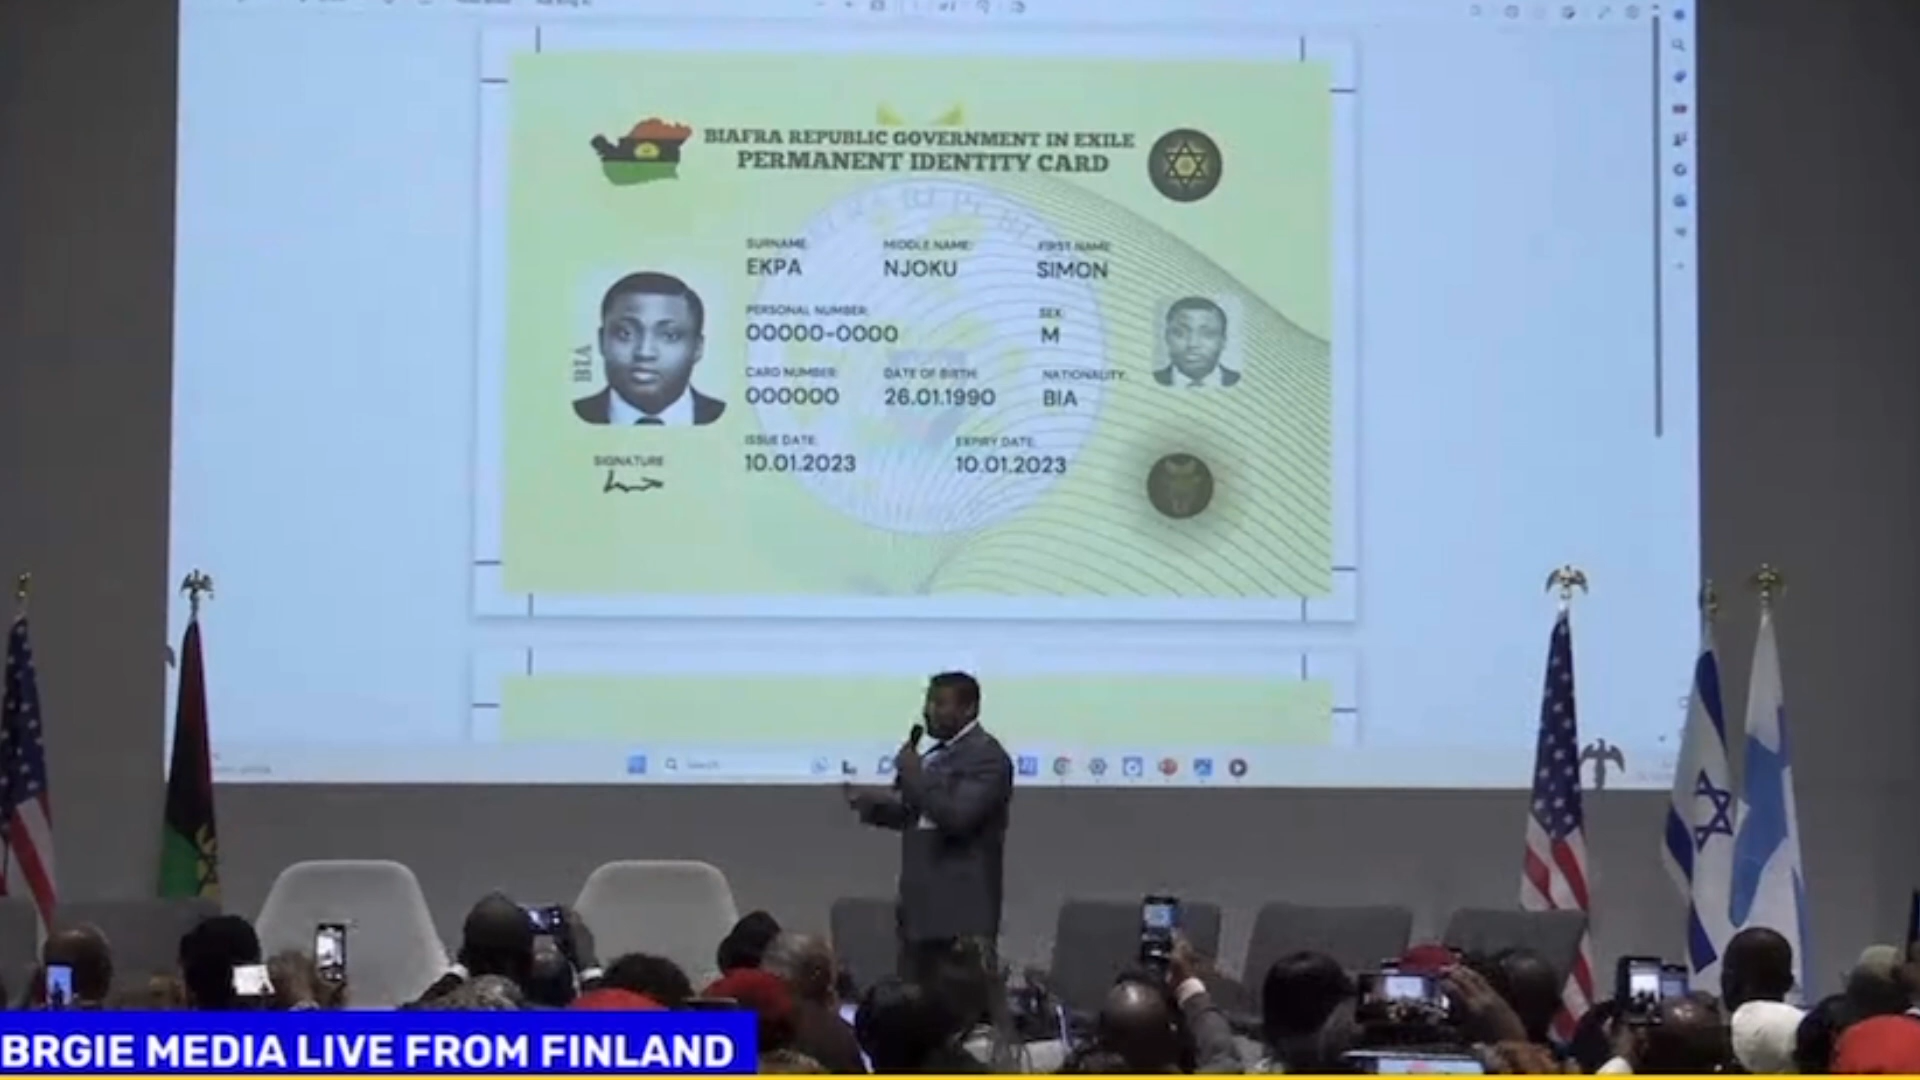 BIAFRA REPUBLIC GOVERNMENT IN EXILE
PERMANENT IDENTITY CARD
SURNAME: MIDDLE NAME: FIRST NAME
EKPA NJOKU SIMON
PERSONAL NUMBER: SEX:
00000-0000 M
CARD NUMBER: DATE OF BIRTH: NATIONALITY:
000000 26.01.1990 BIA
ISSUE DATE: EXPIRY DATE:
10.01.2023 10.01.2023
BIA
SIGNATURE
Search
BRGIE MEDIA LIVE FROM FINLAND